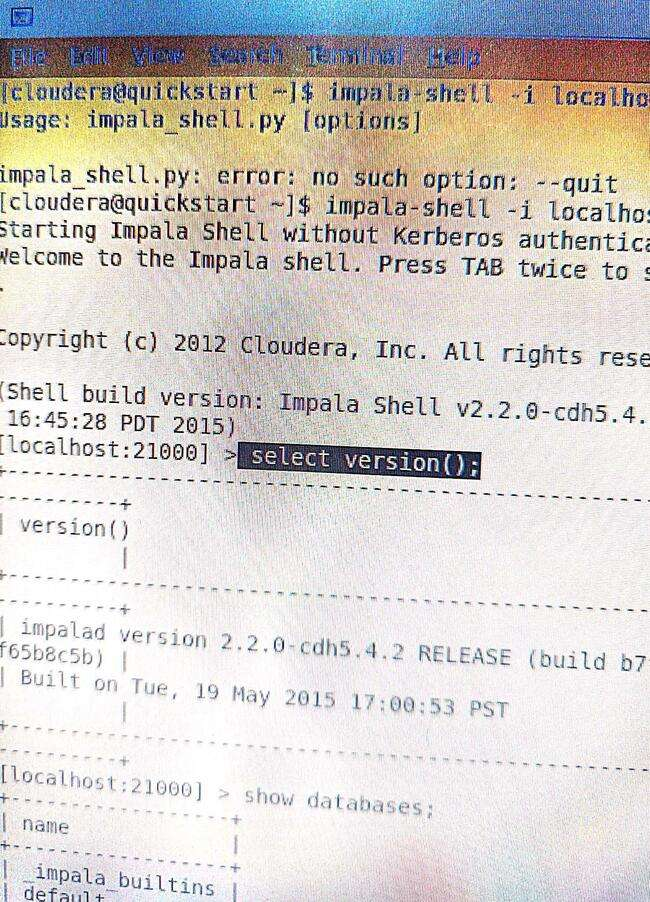 File Edit View Search Terminal Help
[cloudera@quickstart ~]$ impala-shell -i localho
Usage: impala_shell.py [options]
impala_shell.py: error: no such option: --quit
[cloudera@quickstart ~]$ impala-shell -i localhos
Starting Impala Shell without Kerberos authentica
Welcome to the Impala shell. Press TAB twice to s
.
Copyright (c) 2012 Cloudera, Inc. All rights rese
(Shell build version: Impala Shell v2.2.0-cdh5.4.
16:45:28 PDT 2015)
[localhost:21000] > select version();
+--------------------------------------------------
----------+
| version()
|
+--------------------------------------------------
----------+
| impalad version 2.2.0-cdh5.4.2 RELEASE (build b7
f65b8c5b) |
| Built on Tue, 19 May 2015 17:00:53 PST
|
+--------------------------------------------------
----------+
[localhost:21000] > show databases;
+------------------+
| name |
+------------------+
| _impala_builtins |
| default